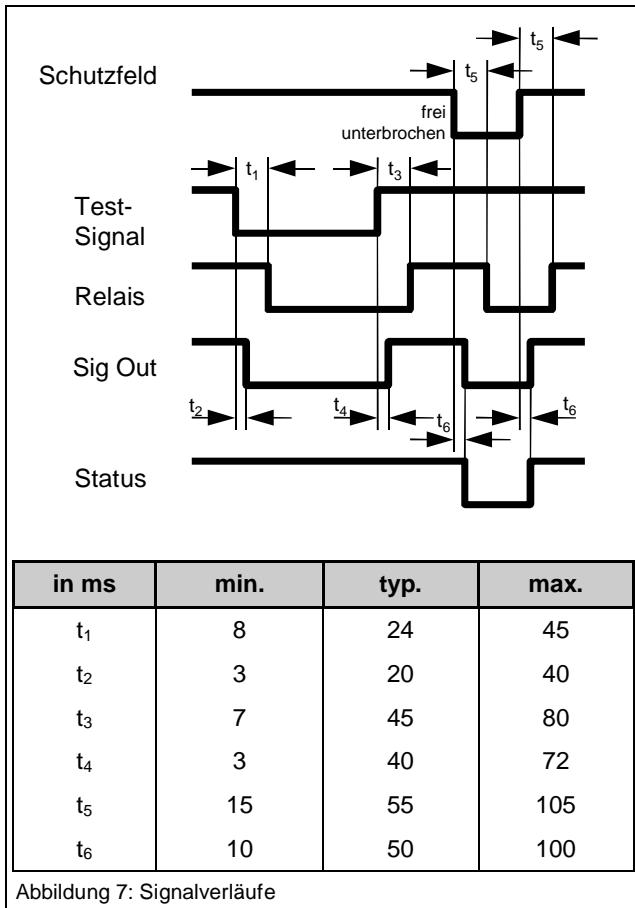 t5
Schutzfeld
t5
frei
unterbrochen
t1
t3
Test-
Signal
Relais
Sig Out
t2
t4
t6
t6
Status
in ms min. typ. max.
t1 8 24 45
t2 3 20 40
t3 7 45 80
t4 3 40 72
t5 15 55 105
t6 10 50 100
Abbildung 7: Signalverläufe